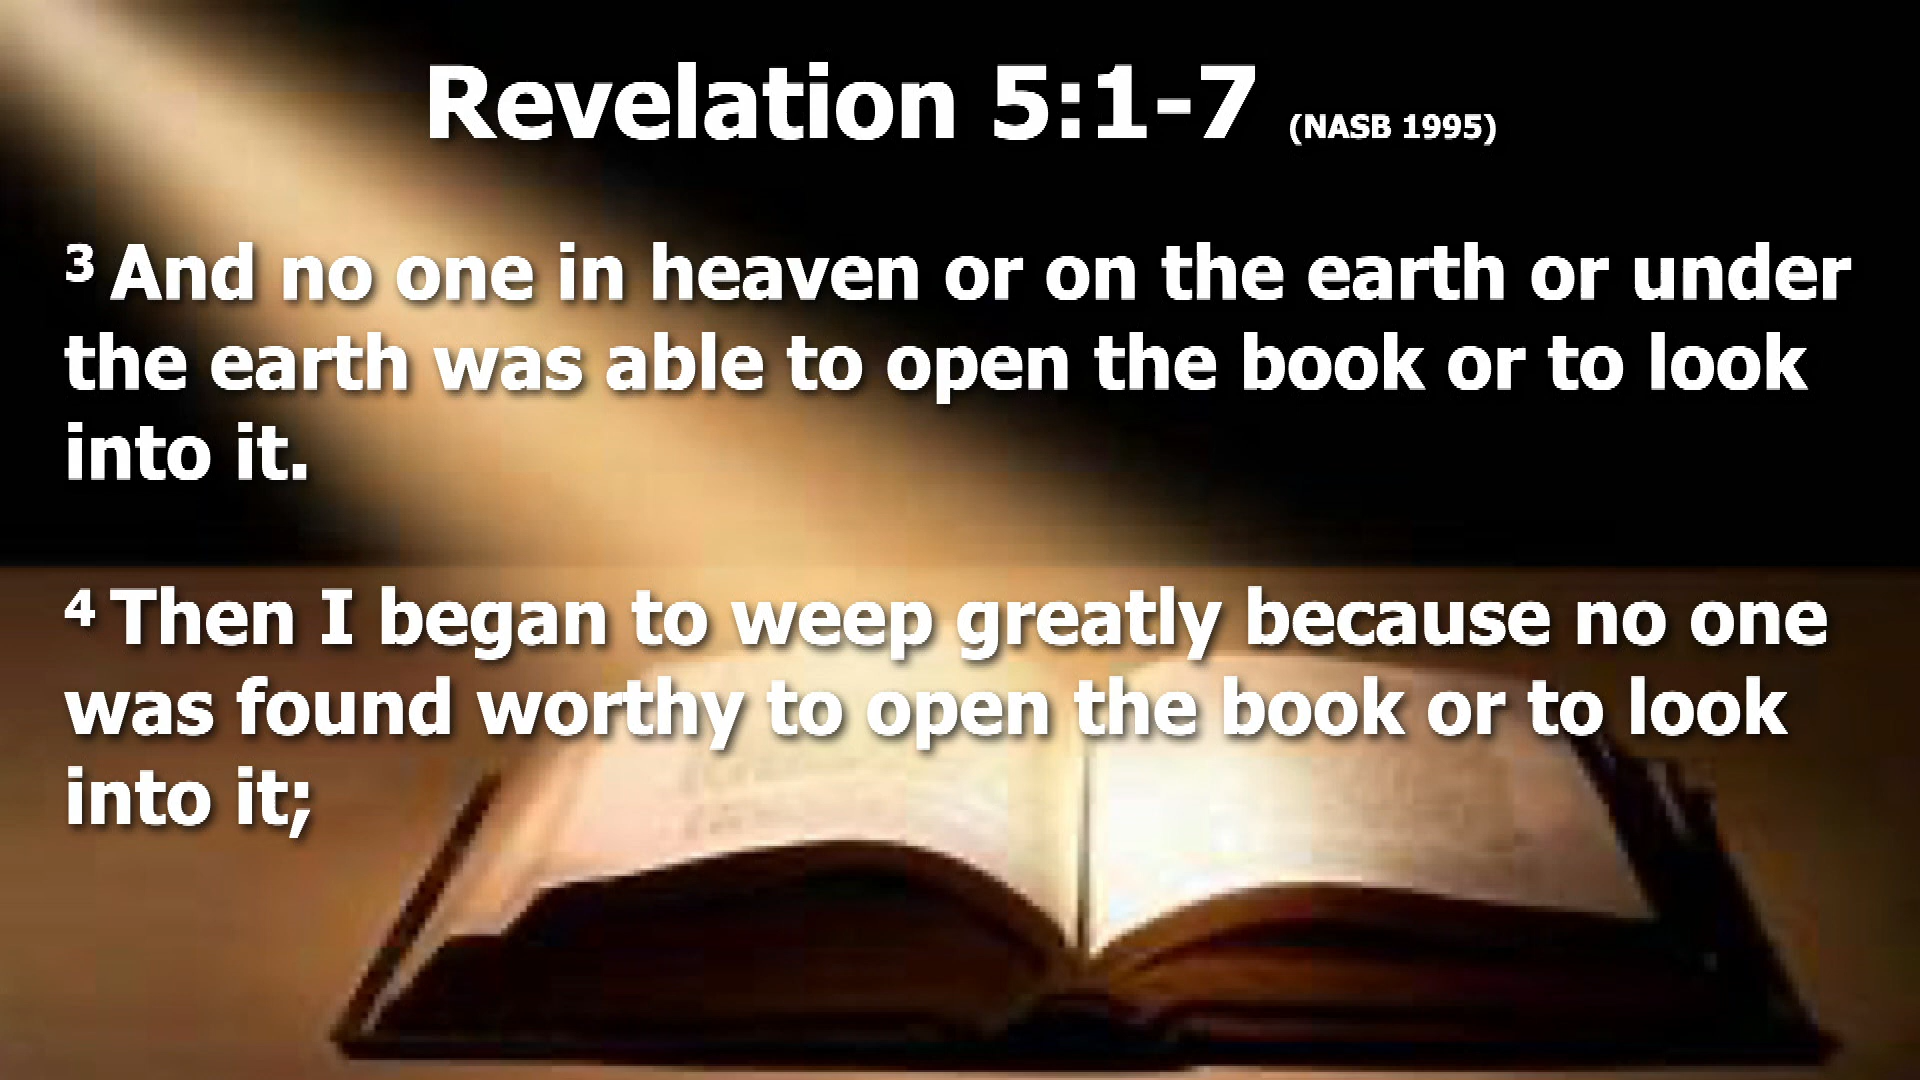 Revelation 5:1-7 (NASB 1995)
3 And no one in heaven or on the earth or under
the earth was able to open the book or to look
into it.
4 Then I began to weep greatly because no one
was found worthy to open the book or to look
into it;